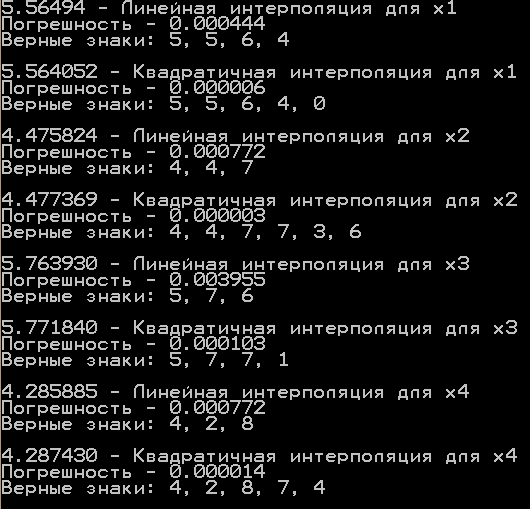 5.56494 - Линейная интерполяция для x1
Погрешность - 0.000444
Верные знаки: 5, 5, 6, 4
5.564052 - Квадратичная интерполяция для x1
Погрешность - 0.000006
Верные знаки: 5, 5, 6, 4, 0
4.475824 - Линейная интерполяция для x2
Погрешность - 0.000772
Верные знаки: 4, 4, 7
4.477369 - Квадратичная интерполяция для x2
Погрешность - 0.000003
Верные знаки: 4, 4, 7, 7, 3, 6
5.763930 - Линейная интерполяция для x3
Погрешность - 0.003955
Верные знаки: 5, 7, 6
5.771840 - Квадратичная интерполяция для x3
Погрешность - 0.000103
Верные знаки: 5, 7, 7, 1
4.285885 - Линейная интерполяция для x4
Погрешность - 0.000772
Верные знаки: 4, 2, 8
4.287430 - Квадратичная интерполяция для x4
Погрешность - 0.000014
Верные знаки: 4, 2, 8, 7, 4